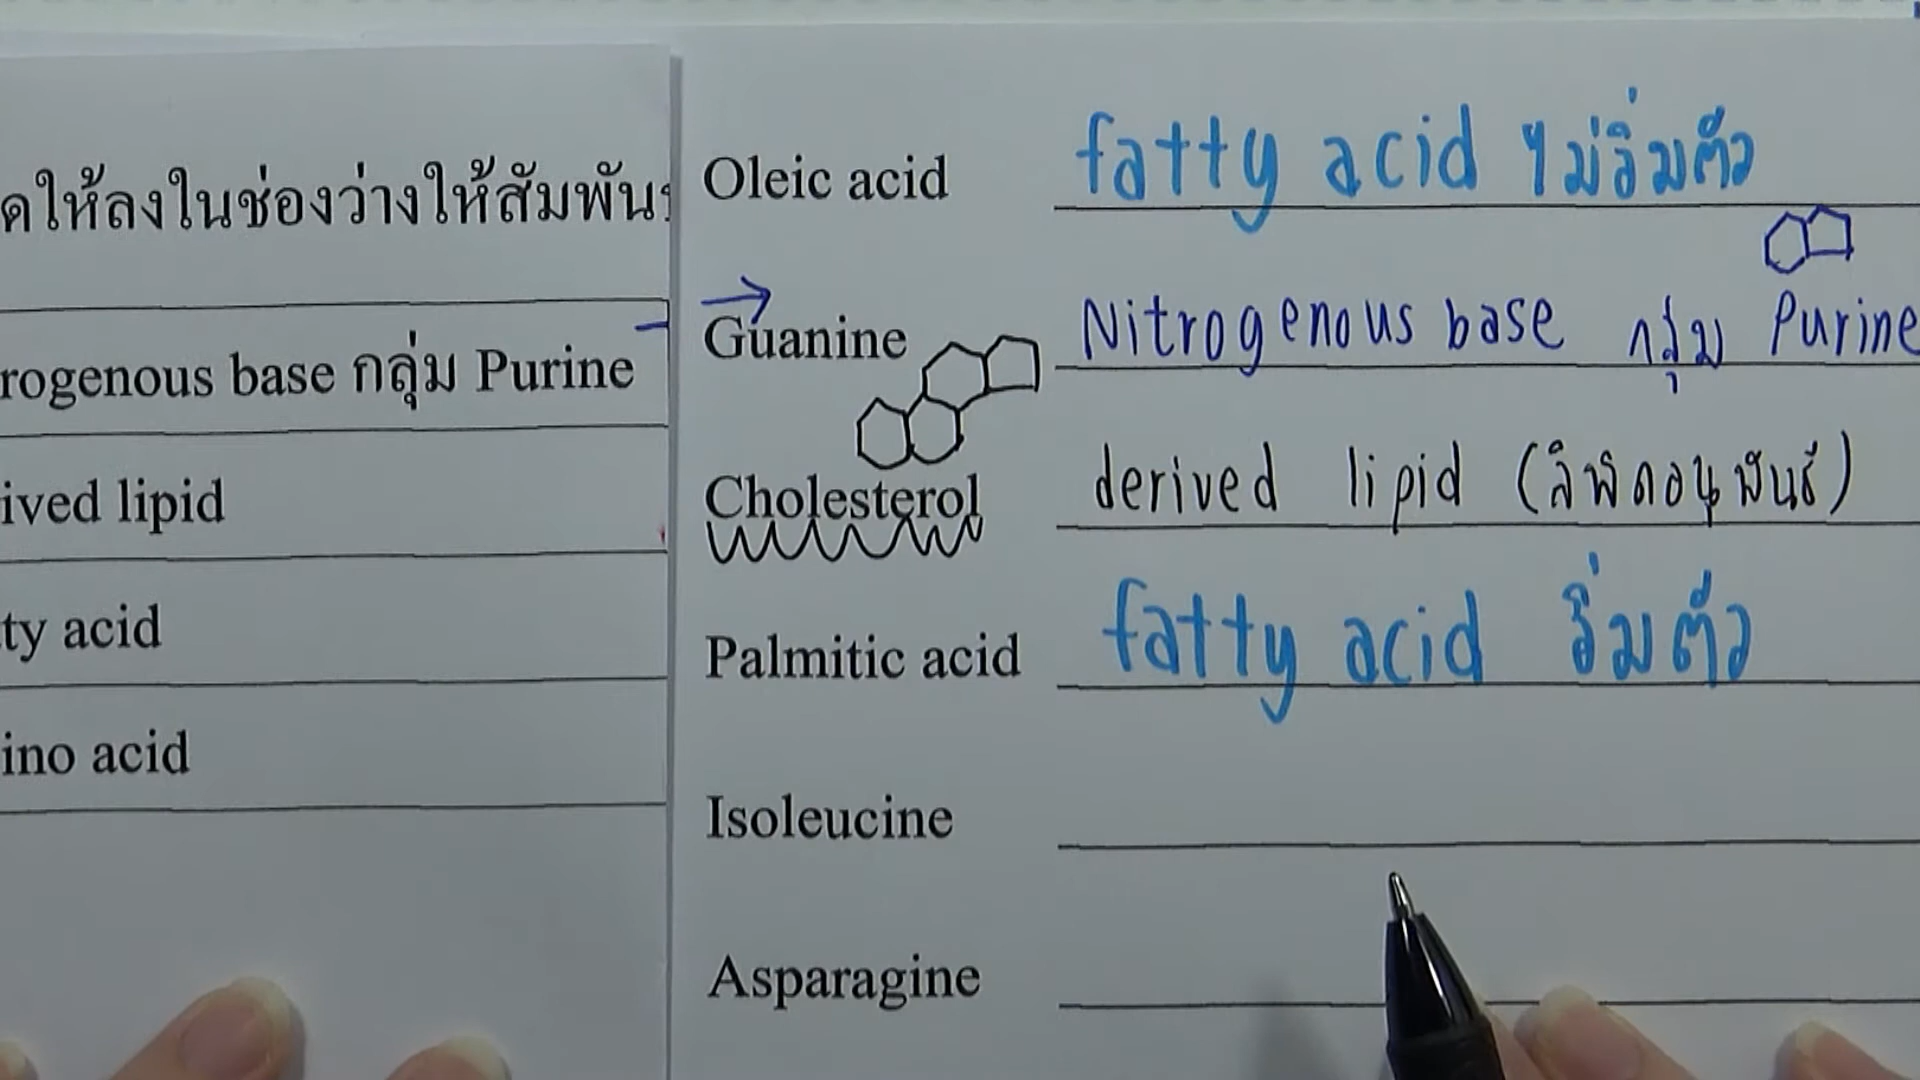 ดให้ลงในช่องว่างให้สัมพัน
rogenous base กลุ่ม Purine
ived lipid
ty acid
ino acid
Oleic acid fatty acid ไม่อิ่มตัว
Guanine Nitrogenous base กลุ่ม Purine
Cholesterol derived lipid (ลิพิดอนุพันธ์)
Palmitic acid fatty acid อิ่มตัว
Isoleucine
Asparagine